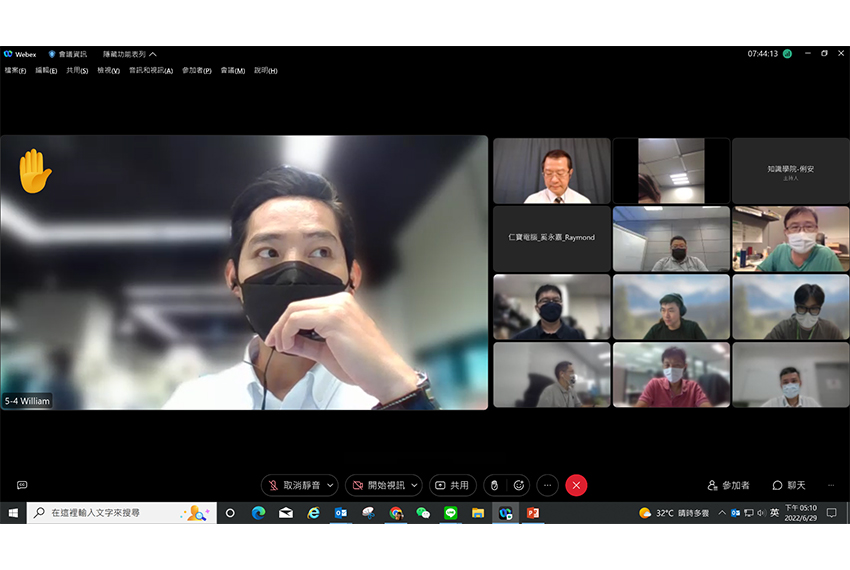 Webex 會議資訊 隱藏功能表列 07:44:13
檔案(F) 編輯(E) 共用(S) 檢視(V) 音訊和視訊(A) 參加者(P) 會議(M) 說明(H)
知識學院-俐安
主持人
仁寶電腦_奚永嘉_Raymond
5-4 William
取消靜音 開始視訊 共用 參加者 聊天
在這裡輸入文字來搜尋 32°C 晴時多雲 英 下午 05:10
2022/6/29